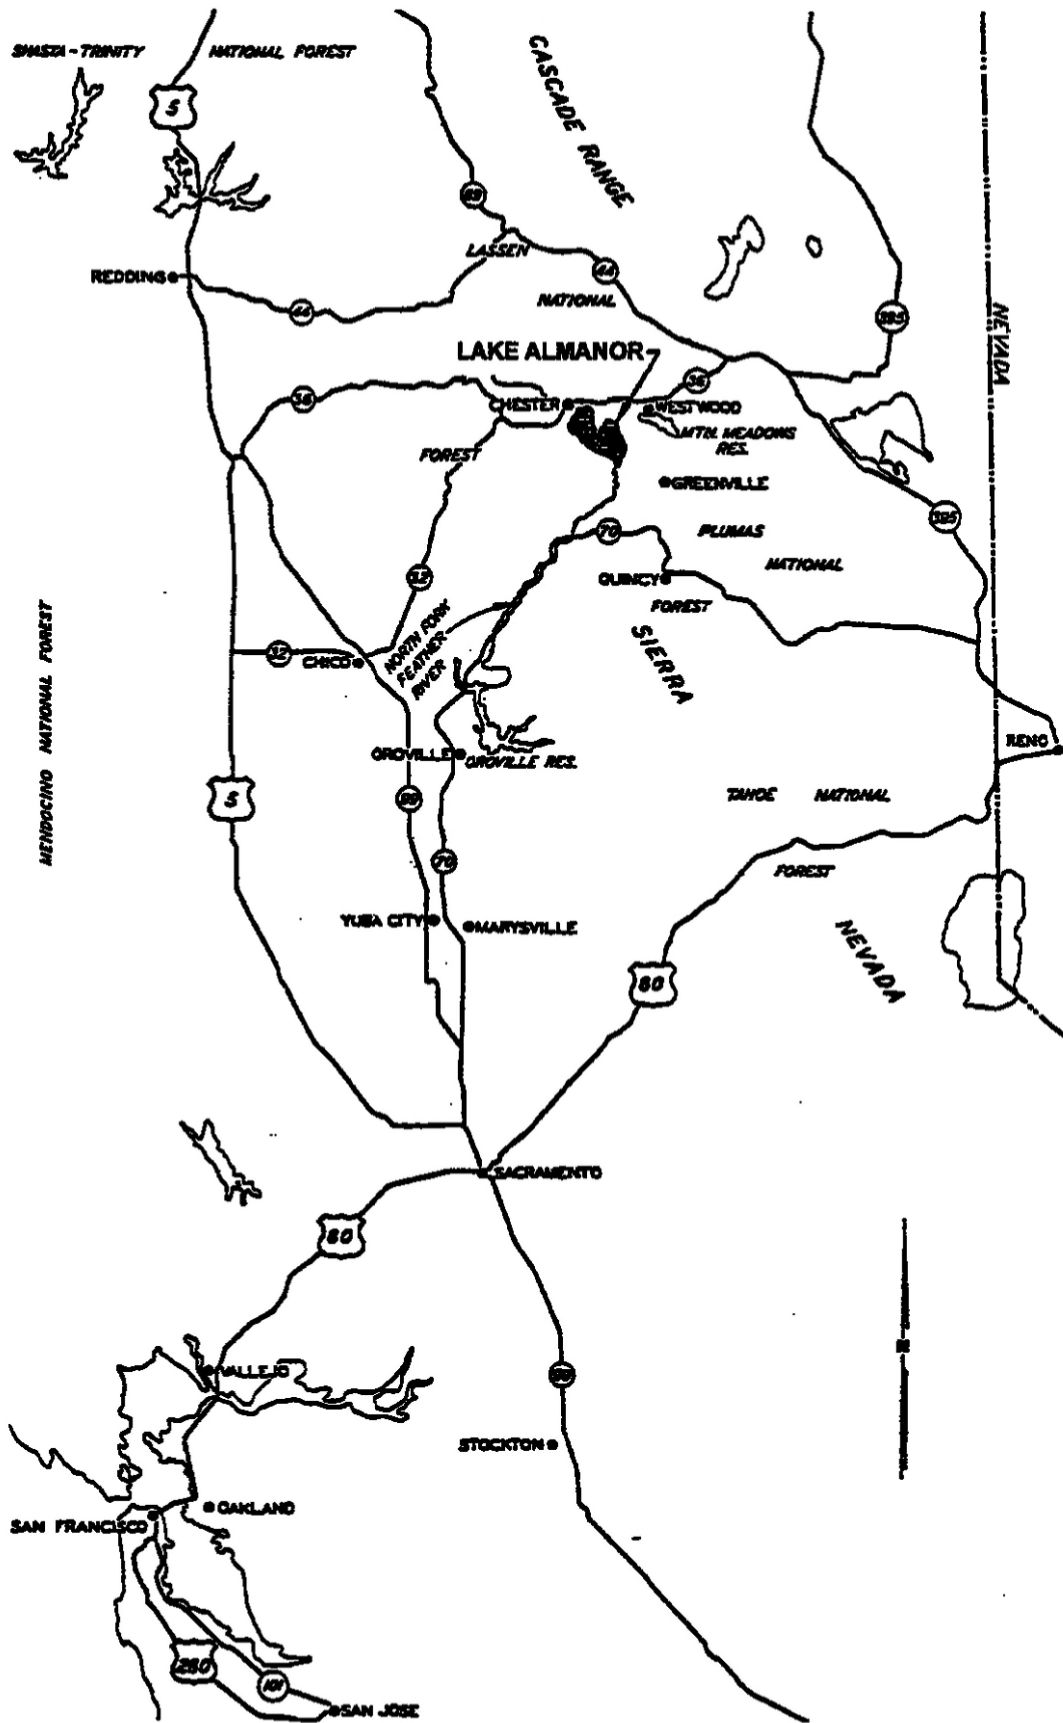 SHASTA-TRINITY NATIONAL FOREST
5
CASCADE RANGE
89
LASSEN
44
REDDING
44
NATIONAL
395
NEVADA
LAKE ALMANOR
36
36
CHESTER
WESTWOOD
MTN. MEADOWS
RES.
FOREST
GREENVILLE
395
70
PLUMAS
NATIONAL
32
QUINCY
FOREST
MENDOCINO NATIONAL FOREST
NORTH FORK
FEATHER
RIVER
SIERRA
32
CHICO
OROVILLE
OROVILLE RES.
RENO
5
99
TAHOE NATIONAL
70
FOREST
YUBA CITY
MARYSVILLE
NEVADA
80
SACRAMENTO
80
N
VALLEJO
99
STOCKTON
OAKLAND
SAN FRANCISCO
280
101
SAN JOSE